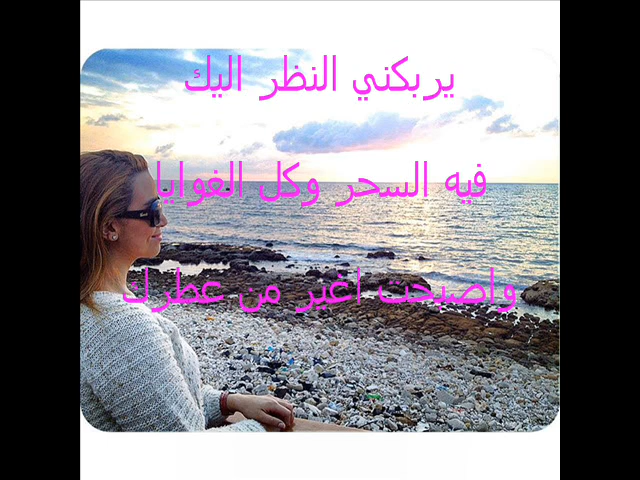 يربكني النظر اليك
فيه السحر وكل الغوايا
واصبحت اغير من عطرك